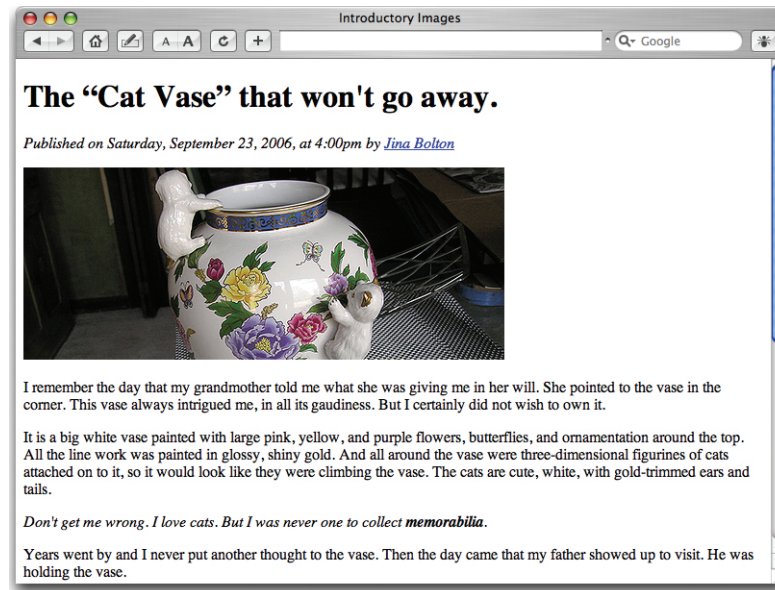 Introductory Images
A A
Google
The “Cat Vase” that won't go away.
Published on Saturday, September 23, 2006, at 4:00pm by Jina Bolton
I remember the day that my grandmother told me what she was giving me in her will. She pointed to the vase in the
corner. This vase always intrigued me, in all its gaudiness. But I certainly did not wish to own it.
It is a big white vase painted with large pink, yellow, and purple flowers, butterflies, and ornamentation around the top.
All the line work was painted in glossy, shiny gold. And all around the vase were three-dimensional figurines of cats
attached on to it, so it would look like they were climbing the vase. The cats are cute, white, with gold-trimmed ears and
tails.
Don't get me wrong. I love cats. But I was never one to collect memorabilia.
Years went by and I never put another thought to the vase. Then the day came that my father showed up to visit. He was
holding the vase.